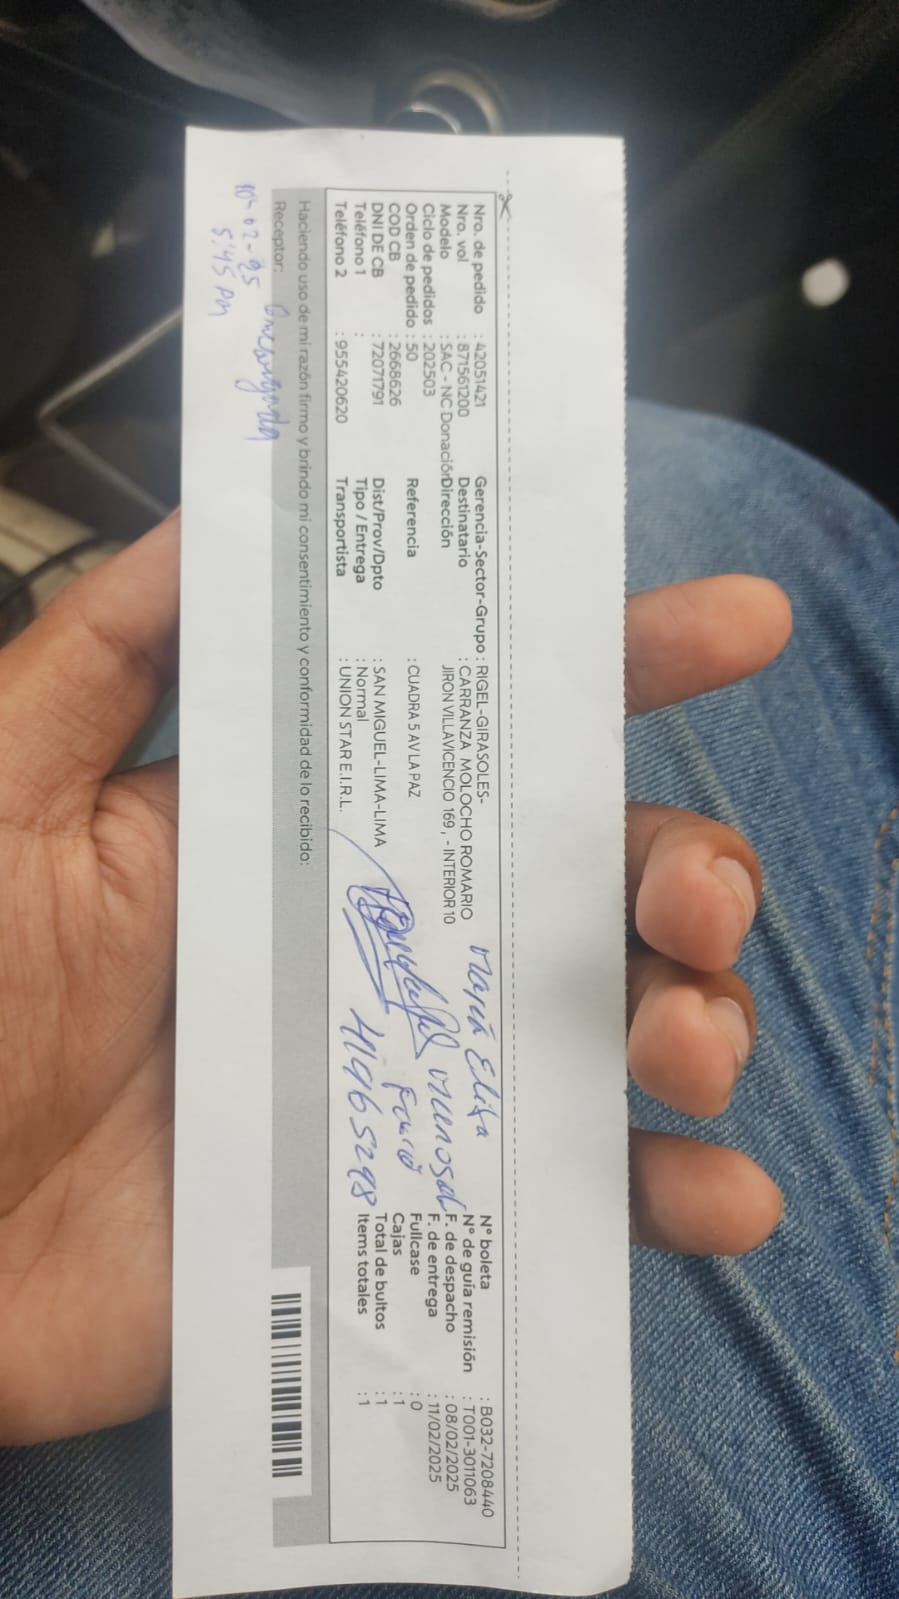 Nro. de pedido : 42051421
Nro. vol : 871561200
Modelo : SAC - NC Donación
Ciclo de pedidos : 202503
Orden de pedido : 50
COD CB : 2668626
DNI DE CB : 72071791
Teléfono 1 :
Teléfono 2 : 955420620
Gerencia-Sector-Grupo : RIGEL-GIRASOLES-
Destinatario : CARRANZA MOLOCHO ROMARIO
Dirección JIRON VILLAVICENCIO 169 , - INTERIOR 10
Referencia : CUADRA 5 AV LA PAZ
Dist/Prov/Dpto : SAN MIGUEL-LIMA-LIMA
Tipo / Entrega : Normal
Transportista : UNION STAR E.I.R.L.
María Elisa
41965298
N° boleta : B032-7208440
N° de guia remisión : T001-3011063
F. de despacho : 08/02/2025
F. de entrega : 11/02/2025
Fullcase : 0
Cajas : 1
Total de bultos : 1
Items totales : 1
Haciendo uso de mi razón firmo y brindo mi consentimiento y conformidad de lo recibido:
Receptor: Encargada
5:45 pm